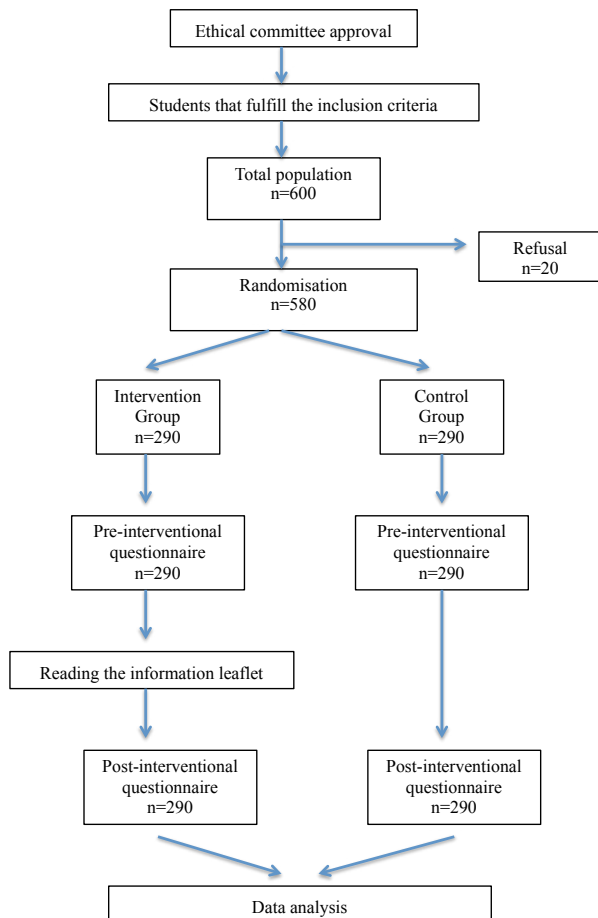 Ethical committee approval
Students that fulfill the inclusion criteria
Total population
n=600
Refusal
n=20
Randomisation
n=580
Intervention
Group
n=290
Control
Group
n=290
Pre-interventional
questionnaire
n=290
Pre-interventional
questionnaire
n=290
Reading the information leaflet
Post-interventional
questionnaire
n=290
Post-interventional
questionnaire
n=290
Data analysis